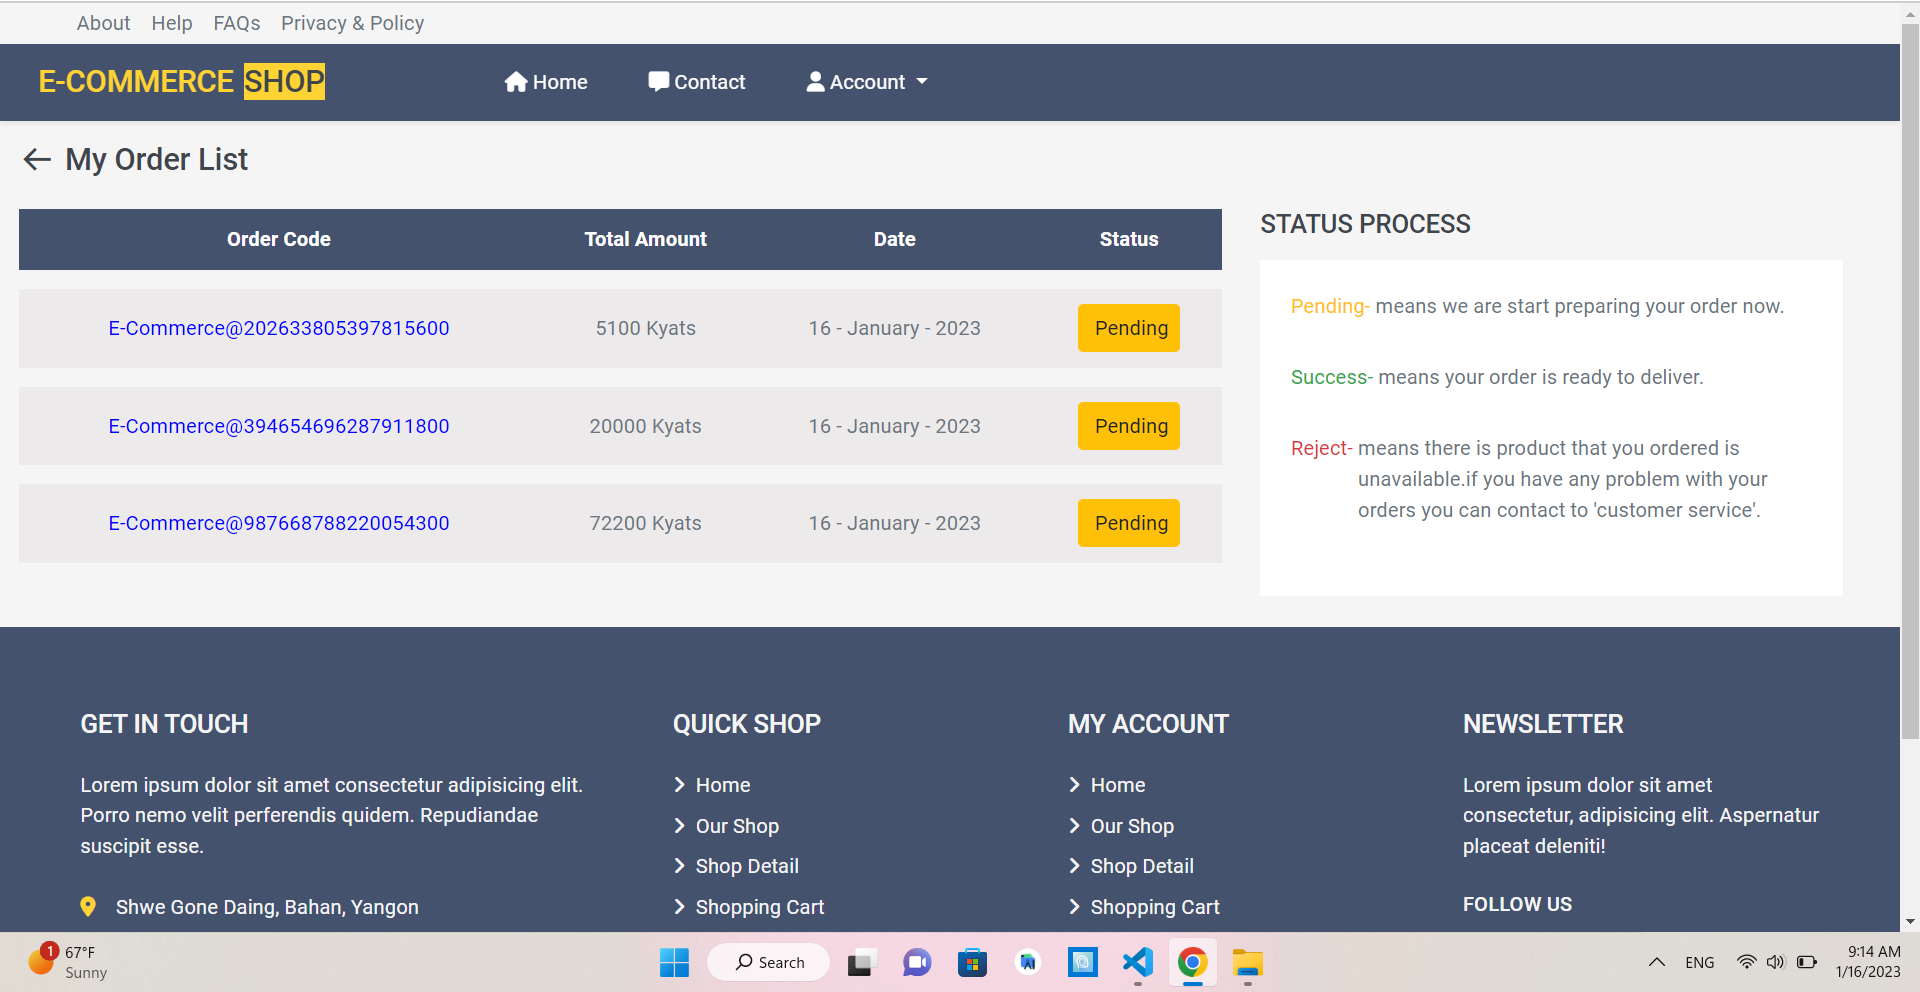 About Help FAQs Privacy & Policy
E-COMMERCE SHOP Home Contact Account
My Order List
Order Code Total Amount Date Status
E-Commerce@202633805397815600 5100 Kyats 16 - January - 2023 Pending
E-Commerce@394654696287911800 20000 Kyats 16 - January - 2023 Pending
E-Commerce@987668788220054300 72200 Kyats 16 - January - 2023 Pending
STATUS PROCESS
Pending- means we are start preparing your order now.
Success- means your order is ready to deliver.
Reject- means there is product that you ordered is
unavailable.if you have any problem with your
orders you can contact to 'customer service'.
GET IN TOUCH
Lorem ipsum dolor sit amet consectetur adipisicing elit.
Porro nemo velit perferendis quidem. Repudiandae
suscipit esse.
Shwe Gone Daing, Bahan, Yangon
QUICK SHOP
Home
Our Shop
Shop Detail
Shopping Cart
MY ACCOUNT
Home
Our Shop
Shop Detail
Shopping Cart
NEWSLETTER
Lorem ipsum dolor sit amet
consectetur, adipisicing elit. Aspernatur
placeat deleniti!
FOLLOW US
1
67°F
Sunny
Search
ENG
9:14 AM
1/16/2023